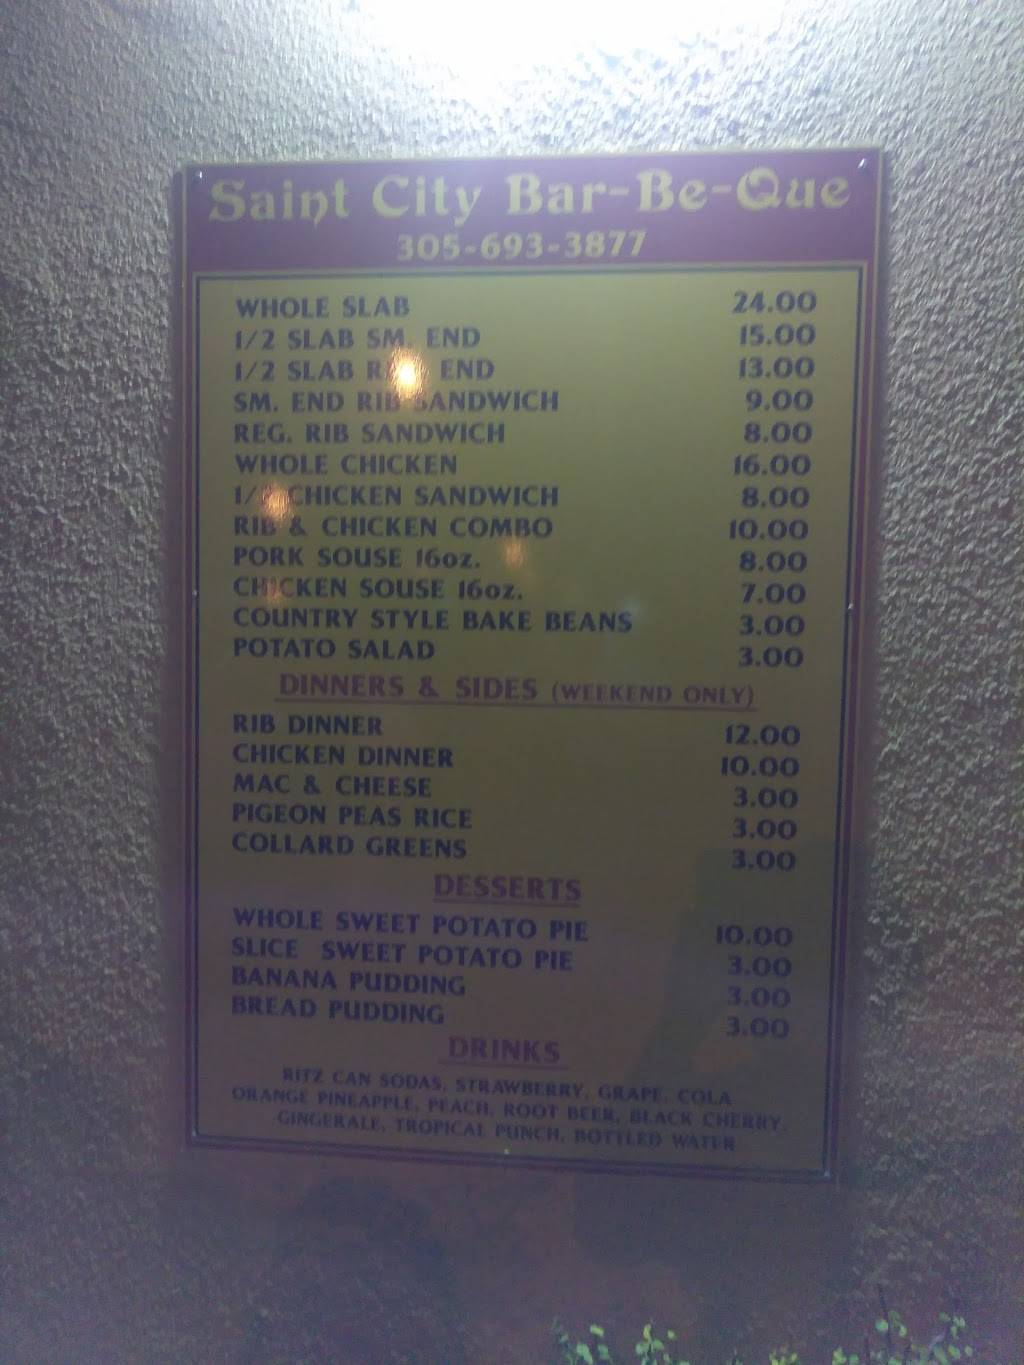 Saint City Bar-Be-Que
305-693-3877
WHOLE SLAB 24.00
1/2 SLAB SM. END 15.00
1/2 SLAB END 13.00
SM. END RIB SANDWICH 9.00
REG. RIB SANDWICH 8.00
WHOLE CHICKEN 16.00
CHICKEN SANDWICH 8.00
RIB & CHICKEN COMBO 10.00
PORK SOUSE 16oz. 8.00
CHICKEN SOUSE 16oz. 7.00
COUNTRY STYLE BAKE BEANS 3.00
POTATO SALAD 3.00
DINNERS & SIDES (WEEKEND ONLY)
RIB DINNER 12.00
CHICKEN DINNER 10.00
MAC & CHEESE 3.00
PIGEON PEAS RICE 3.00
COLLARD GREENS 3.00
DESSERTS
WHOLE SWEET POTATO PIE 10.00
SLICE SWEET POTATO PIE 3.00
BANANA PUDDING 3.00
BREAD PUDDING 3.00
DRINKS
RITZ CAN SODAS, STRAWBERRY, GRAPE, COLA
ORANGE PINEAPPLE, PEACH, ROOT BEER, BLACK CHERRY,
GINGERALE, TROPICAL PUNCH, BOTTLED WATER